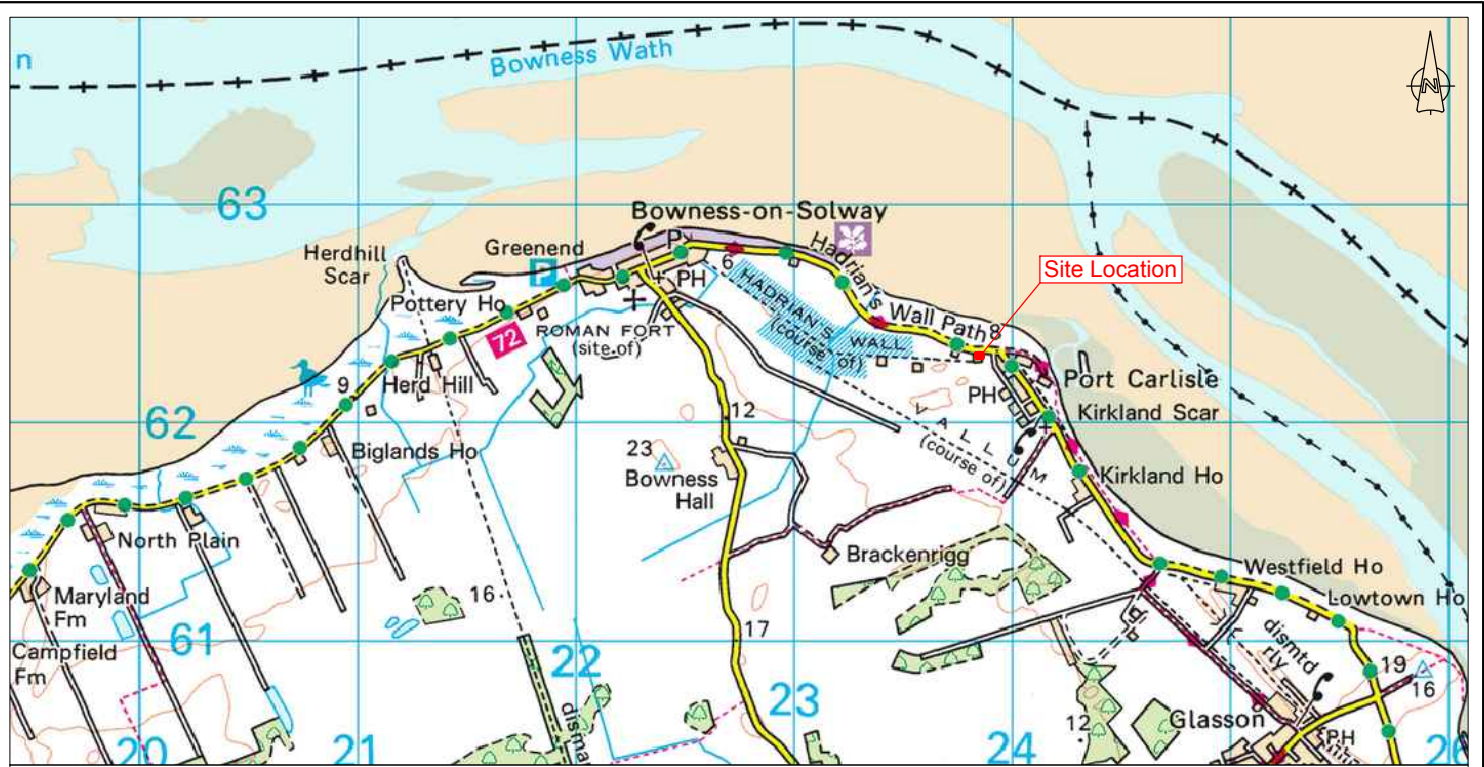 n
Bowness Wath
N
63
Bowness-on-Solway
Herdhill
Scar
Greenend
P
P
6
Hadrian's Wall Path
8
Site Location
Pottery Ho
PH
HADRIAN'S WALL
(course of)
ROMAN FORT
(site of)
72
Herd Hill
9
Port Carlisle
PH
Kirkland Scar
62
12
VALLUM
(course of)
Biglands Ho
23
Bowness
Hall
Kirkland Ho
North Plain
Brackenrigg
Westfield Ho
Lowtown Ho
Maryland
Fm
16
61
17
dismtd
rly
19
16
Campfield
Fm
22
23
12
Glasson
PH
20
21
24
26